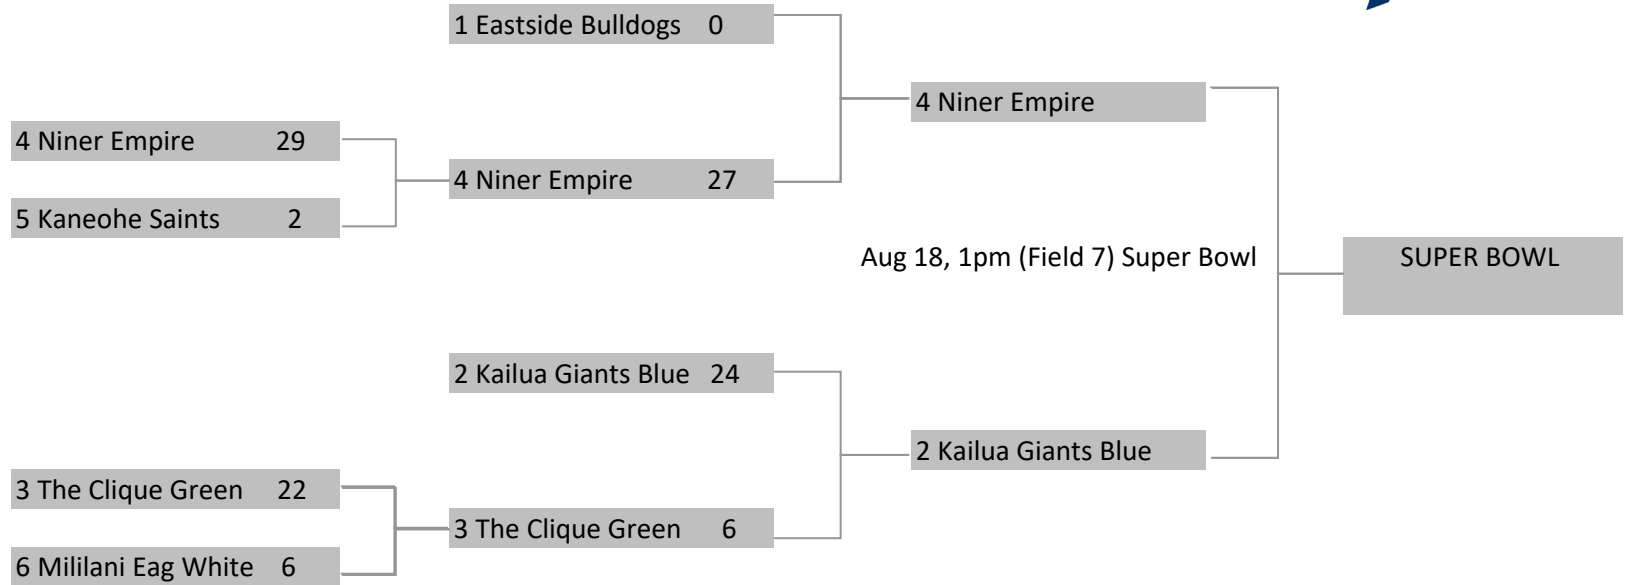 1 Eastside Bulldogs 0
4 Niner Empire
4 Niner Empire 29
4 Niner Empire 27
5 Kaneohe Saints 2
Aug 18, 1pm (Field 7) Super Bowl
SUPER BOWL
2 Kailua Giants Blue 24
2 Kailua Giants Blue
3 The Clique Green 22
3 The Clique Green 6
6 Mililani Eag White 6